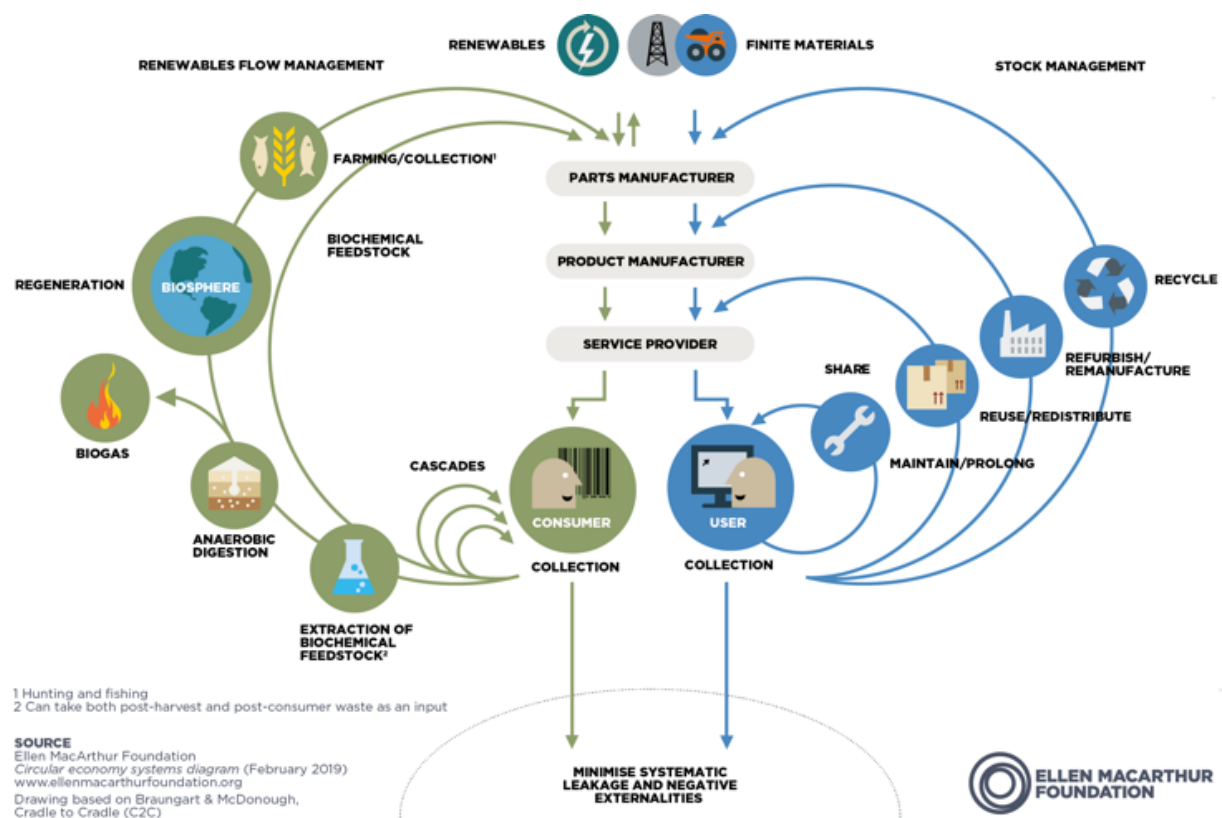 RENEWABLES
FINITE MATERIALS
RENEWABLES FLOW MANAGEMENT
STOCK MANAGEMENT
FARMING/COLLECTION¹
PARTS MANUFACTURER
BIOCHEMICAL
FEEDSTOCK
PRODUCT MANUFACTURER
REGENERATION
BIOSPHERE
RECYCLE
SERVICE PROVIDER
SHARE
REFURBISH/
REMANUFACTURE
REUSE/REDISTRIBUTE
BIOGAS
CASCADES
MAINTAIN/PROLONG
CONSUMER
USER
ANAEROBIC
DIGESTION
COLLECTION
COLLECTION
EXTRACTION OF
BIOCHEMICAL
FEEDSTOCK²
1 Hunting and fishing
2 Can take both post-harvest and post-consumer waste as an input
SOURCE
Ellen MacArthur Foundation
Circular economy systems diagram (February 2019)
www.ellenmacarthurfoundation.org
Drawing based on Braungart & McDonough,
Cradle to Cradle (C2C)
MINIMISE SYSTEMATIC
LEAKAGE AND NEGATIVE
EXTERNALITIES
ELLEN MACARTHUR
FOUNDATION